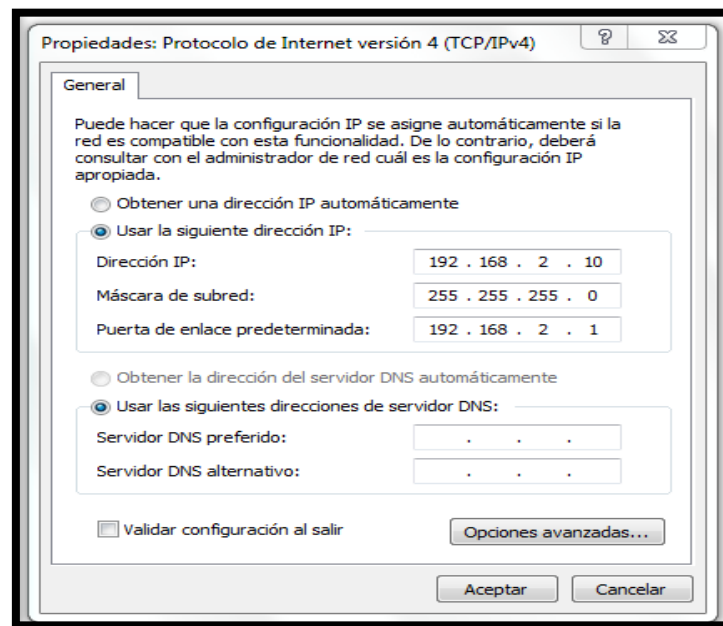 Propiedades: Protocolo de Internet versión 4 (TCP/IPv4)
General
Puede hacer que la configuración IP se asigne automáticamente si la
red es compatible con esta funcionalidad. De lo contrario, deberá
consultar con el administrador de red cuál es la configuración IP
apropiada.
Obtener una dirección IP automáticamente
Usar la siguiente dirección IP:
Dirección IP: 192 . 168 . 2 . 10
Máscara de subred: 255 . 255 . 255 . 0
Puerta de enlace predeterminada: 192 . 168 . 2 . 1
Obtener la dirección del servidor DNS automáticamente
Usar las siguientes direcciones de servidor DNS:
Servidor DNS preferido: . . .
Servidor DNS alternativo: . . .
Validar configuración al salir
Opciones avanzadas...
Aceptar Cancelar